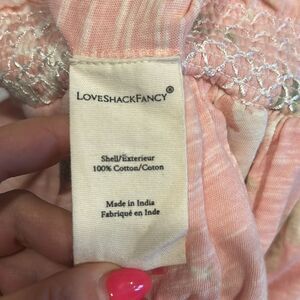 LOVESHACKFANCY®
Shell/Exterieur
100% Cotton/Coton
Made in India
Fabriqué en Inde